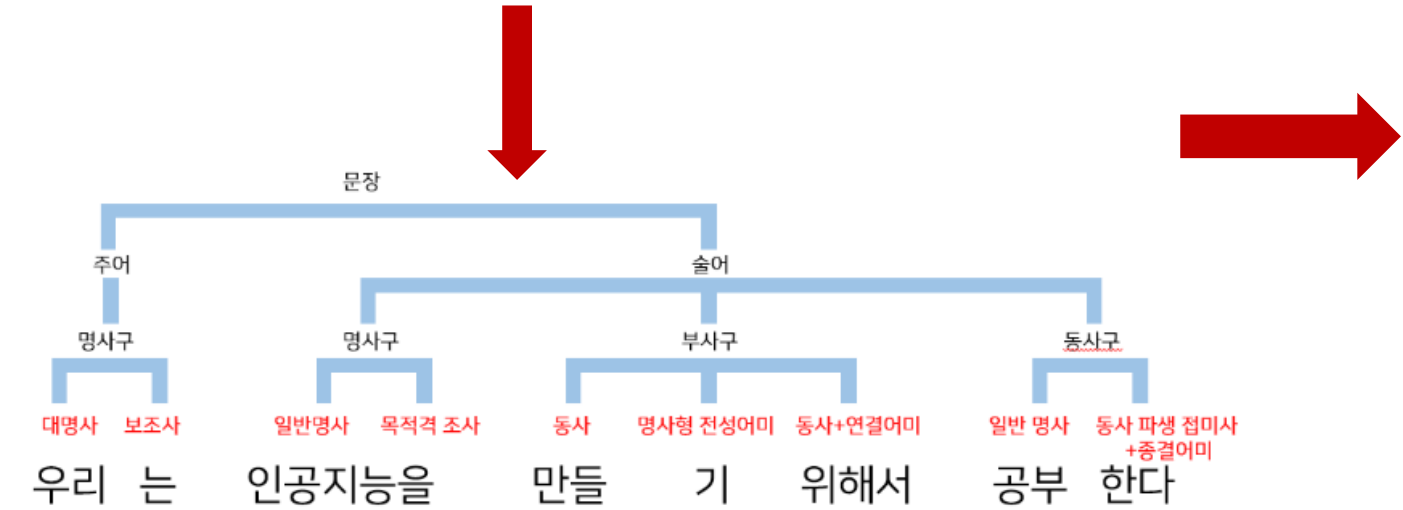 문장
주어 술어
명사구 명사구 부사구 동사구
대명사 보조사 일반명사 목적격 조사 동사 명사형 전성어미 동사+연결어미 일반 명사 동사 파생 접미사
+종결어미
우리 는 인공지능을 만들 기 위해서 공부 한다